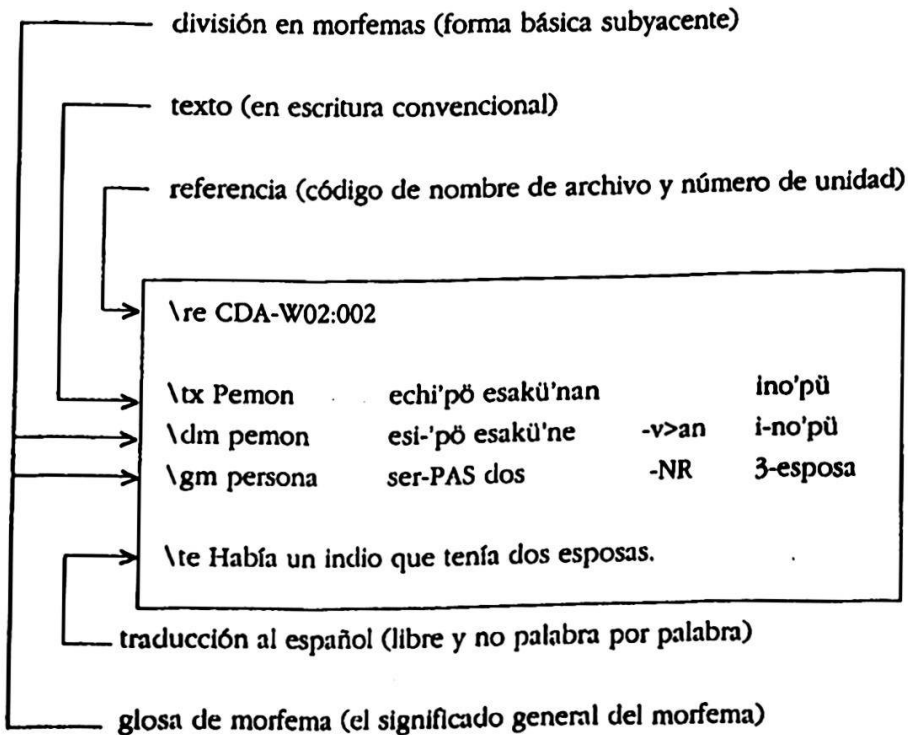 división en morfemas (forma básica subyacente)
texto (en escritura convencional)
referencia (código de nombre de archivo y número de unidad)
\re CDA-W02:002
\tx Pemon echi'pö esakü'nan ino'pü
\dm pemon esi-'pö esakü'ne -v>an i-no'pü
\gm persona ser-PAS dos -NR 3-esposa
\te Había un indio que tenía dos esposas.
traducción al español (libre y no palabra por palabra)
glosa de morfema (el significado general del morfema)